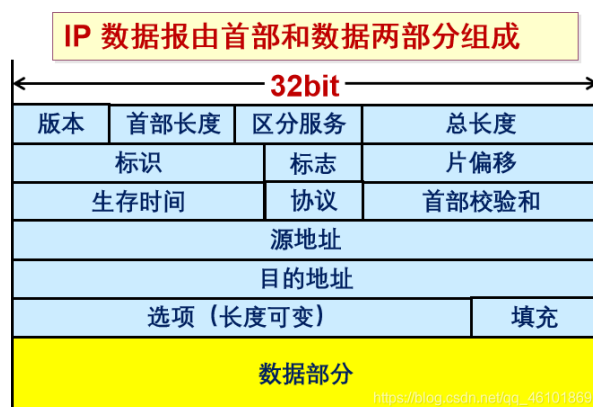 IP 数据报由首部和数据两部分组成
32bit
版本 首部长度 区分服务 总长度
标识 标志 片偏移
生存时间 协议 首部校验和
源地址
目的地址
选项（长度可变） 填充
数据部分
https://blog.csdn.net/qq_46101869